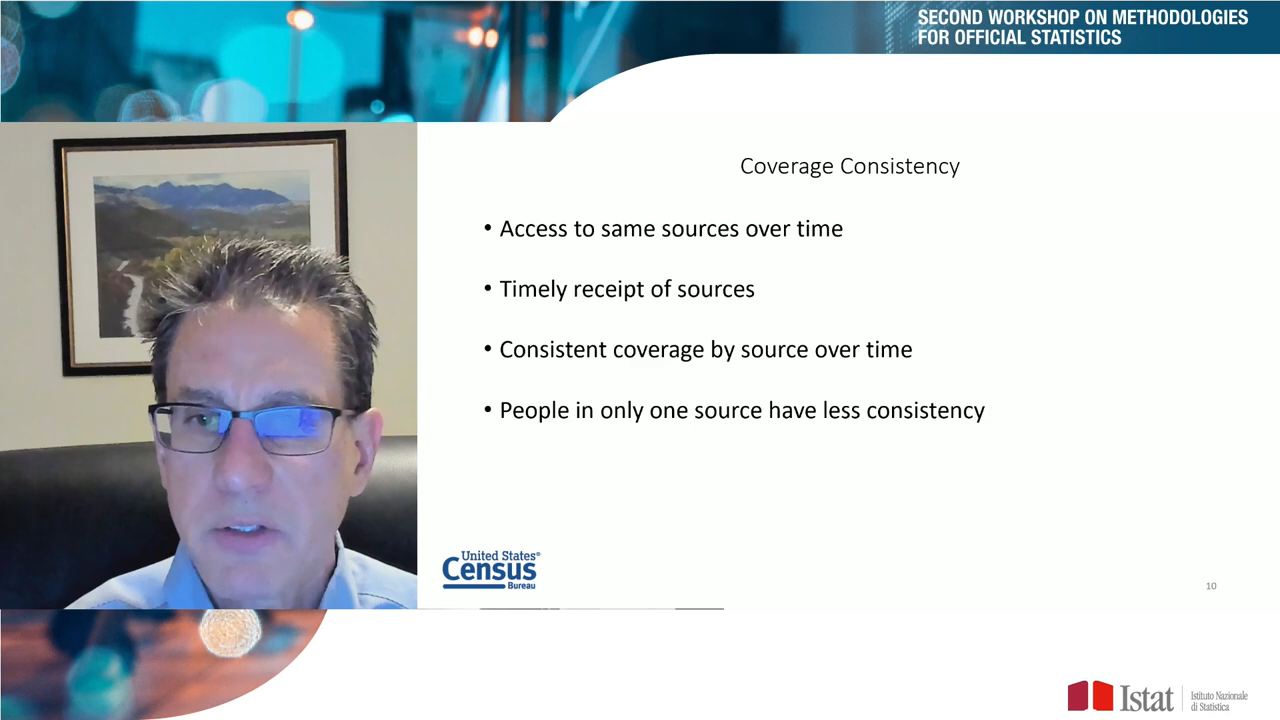 SECOND WORKSHOP ON METHODOLOGIES
FOR OFFICIAL STATISTICS
Coverage Consistency
• Access to same sources over time
• Timely receipt of sources
• Consistent coverage by source over time
• People in only one source have less consistency
United States®
Census
Bureau
10
Istat
Istituto Nazionale
di Statistica